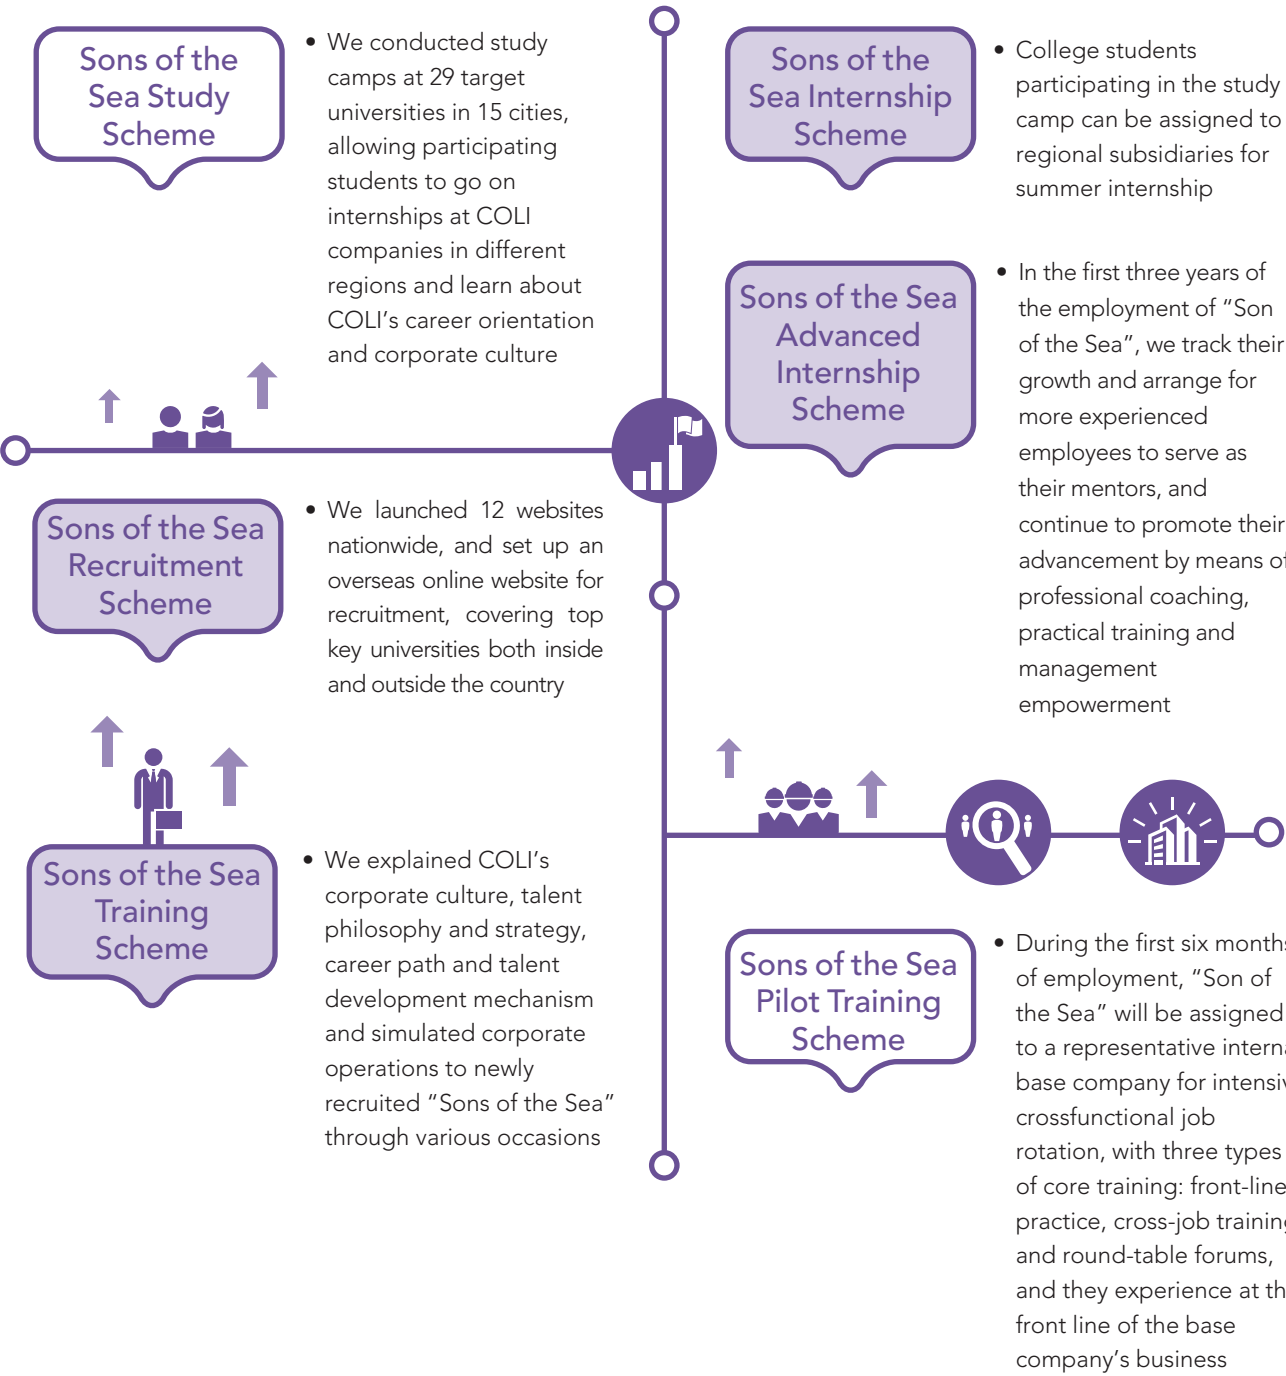 Sons of the
Sea Study
Scheme
• We conducted study
camps at 29 target
universities in 15 cities,
allowing participating
students to go on
internships at COLI
companies in different
regions and learn about
COLI’s career orientation
and corporate culture
Sons of the Sea
Recruitment
Scheme
• We launched 12 websites
nationwide, and set up an
overseas online website for
recruitment, covering top
key universities both inside
and outside the country
Sons of the Sea
Training
Scheme
• We explained COLI’s
corporate culture, talent
philosophy and strategy,
career path and talent
development mechanism
and simulated corporate
operations to newly
recruited “Sons of the Sea”
through various occasions
Sons of the
Sea Internship
Scheme
• College students
participating in the study
camp can be assigned to
regional subsidiaries for
summer internship
Sons of the Sea
Advanced
Internship
Scheme
• In the first three years of
the employment of “Son
of the Sea”, we track their
growth and arrange for
more experienced
employees to serve as
their mentors, and
continue to promote their
advancement by means of
professional coaching,
practical training and
management
empowerment
Sons of the Sea
Pilot Training
Scheme
• During the first six months
of employment, “Son of
the Sea” will be assigned
to a representative interna
base company for intensiv
crossfunctional job
rotation, with three types
of core training: front-line
practice, cross-job training
and round-table forums,
and they experience at th
front line of the base
company’s business